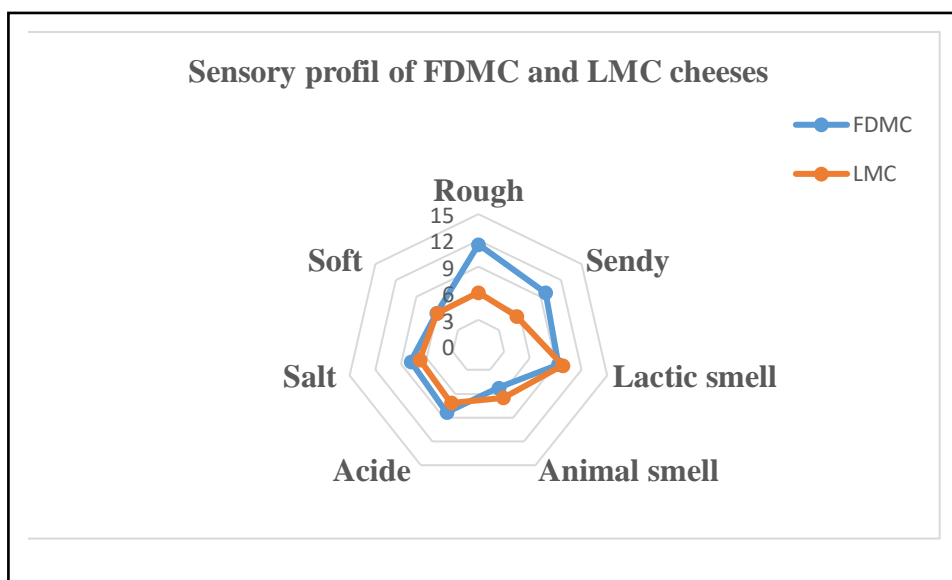 Sensory profil of FDMC and LMC cheeses
FDMC
LMC
Rough
15
12
9
6
3
0
Sendy
Lactic smell
Animal smell
Acide
Salt
Soft